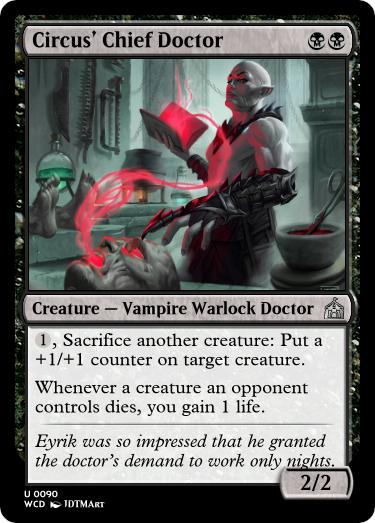 Circus' Chief Doctor
Creature — Vampire Warlock Doctor
1, Sacrifice another creature: Put a
+1/+1 counter on target creature.
Whenever a creature an opponent
controls dies, you gain 1 life.
Eyrik was so impressed that he granted
the doctor's demand to work only nights.
2/2
U 0090
WCD JDTMArt